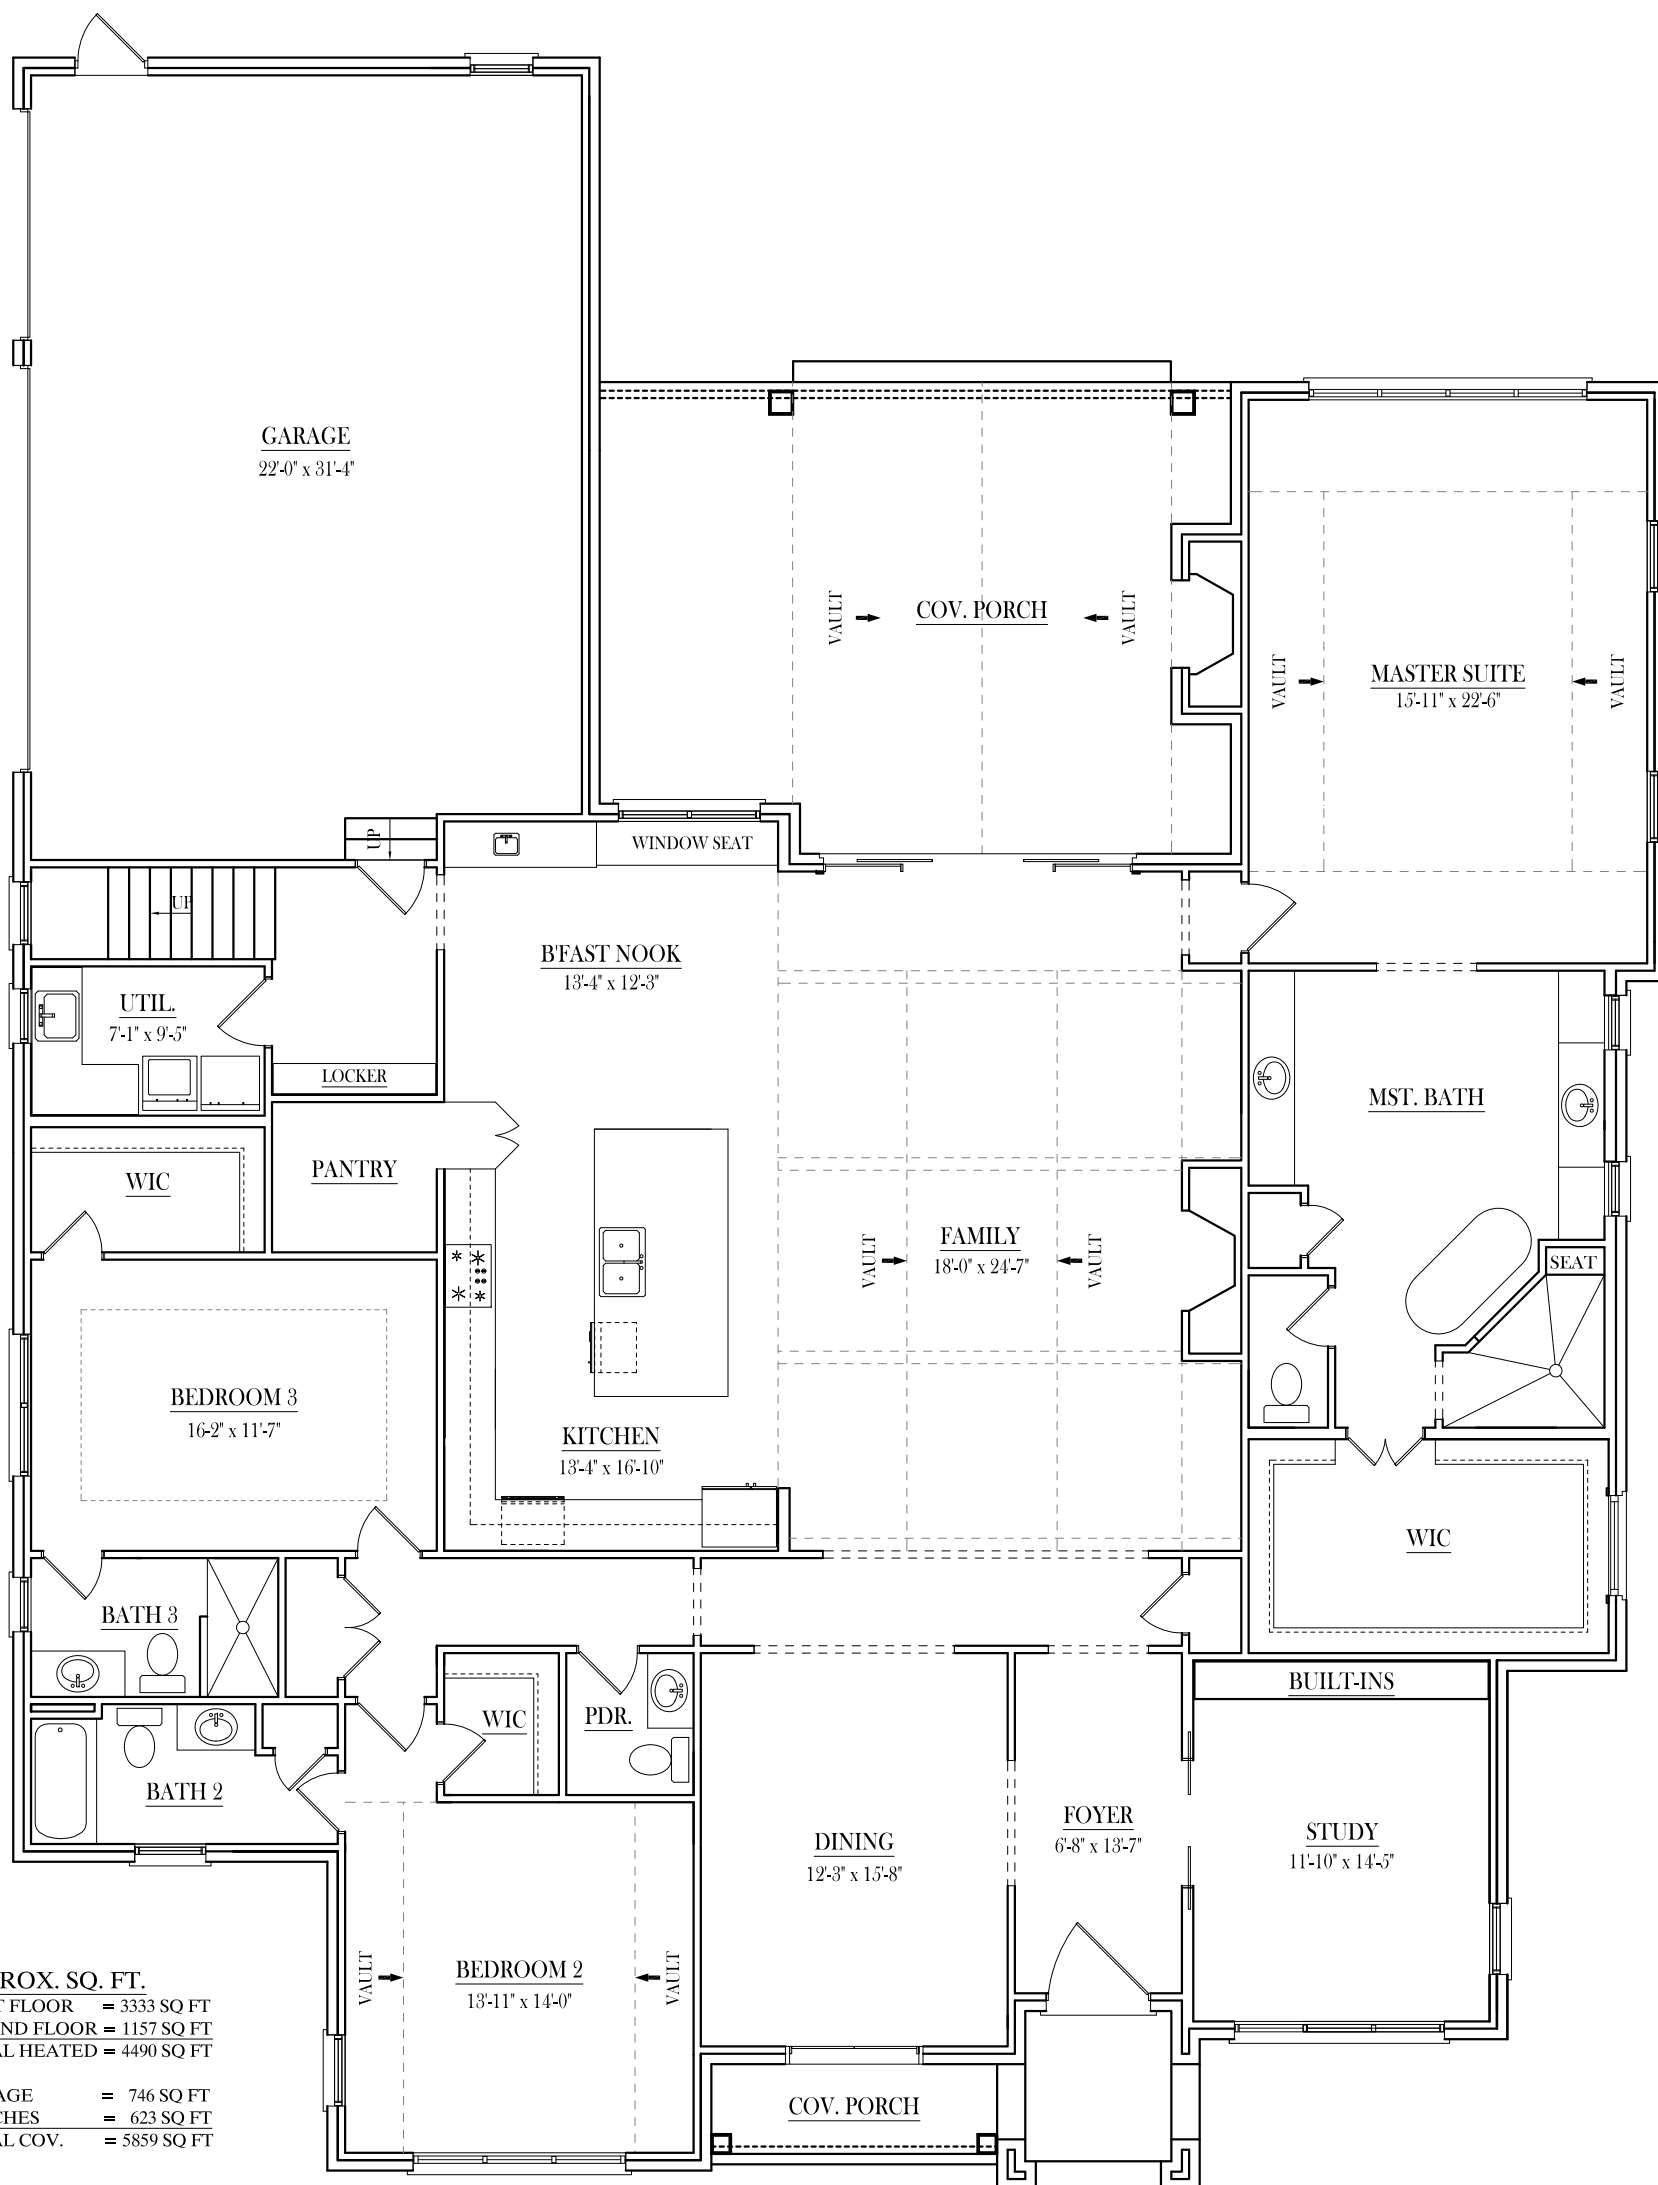 GARAGE
22'-0" x 31'-4"
VAULT
COV. PORCH
VAULT
VAULT
MASTER SUITE
15'-11" x 22'-6"
VAULT
UP
WINDOW SEAT
UP
B'FAST NOOK
13'-4" x 12'-3"
UTIL.
7'-1" x 9'-5"
LOCKER
MST. BATH
PANTRY
WIC
VAULT
FAMILY
18'-0" x 24'-7"
VAULT
SEAT
BEDROOM 3
16-2" x 11'-7"
KITCHEN
13'-4" x 16'-10"
WIC
BATH 3
BUILT-INS
WIC
PDR.
BATH 2
FOYER
6'-8" x 13'-7"
DINING
12'-3" x 15'-8"
STUDY
11'-10" x 14'-5"
VAULT
BEDROOM 2
13'-11" x 14'-0"
VAULT
COV. PORCH
ROX. SQ. FT.
T FLOOR = 3333 SQ FT
ND FLOOR = 1157 SQ FT
AL HEATED = 4490 SQ FT
AGE = 746 SQ FT
CHES = 623 SQ FT
AL COV. = 5859 SQ FT